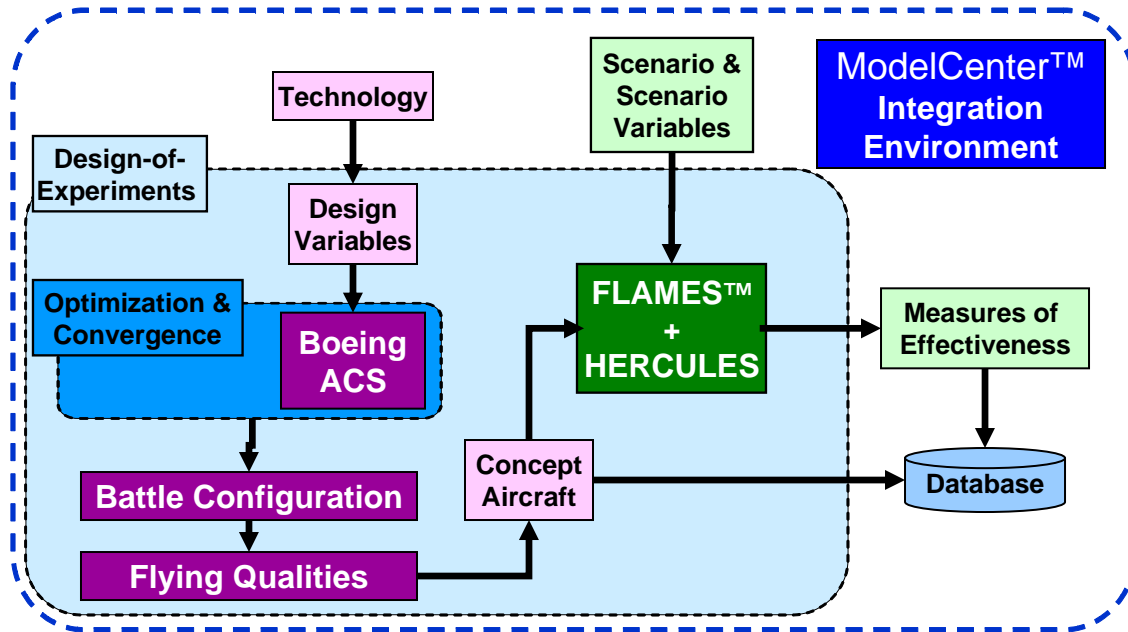 ModelCenter™
Integration
Environment
Scenario &
Scenario
Variables
Technology
Design-of-
Experiments
Design
Variables
Optimization &
Convergence
Boeing
ACS
FLAMES™
+
HERCULES
Measures of
Effectiveness
Battle Configuration
Concept
Aircraft
Database
Flying Qualities